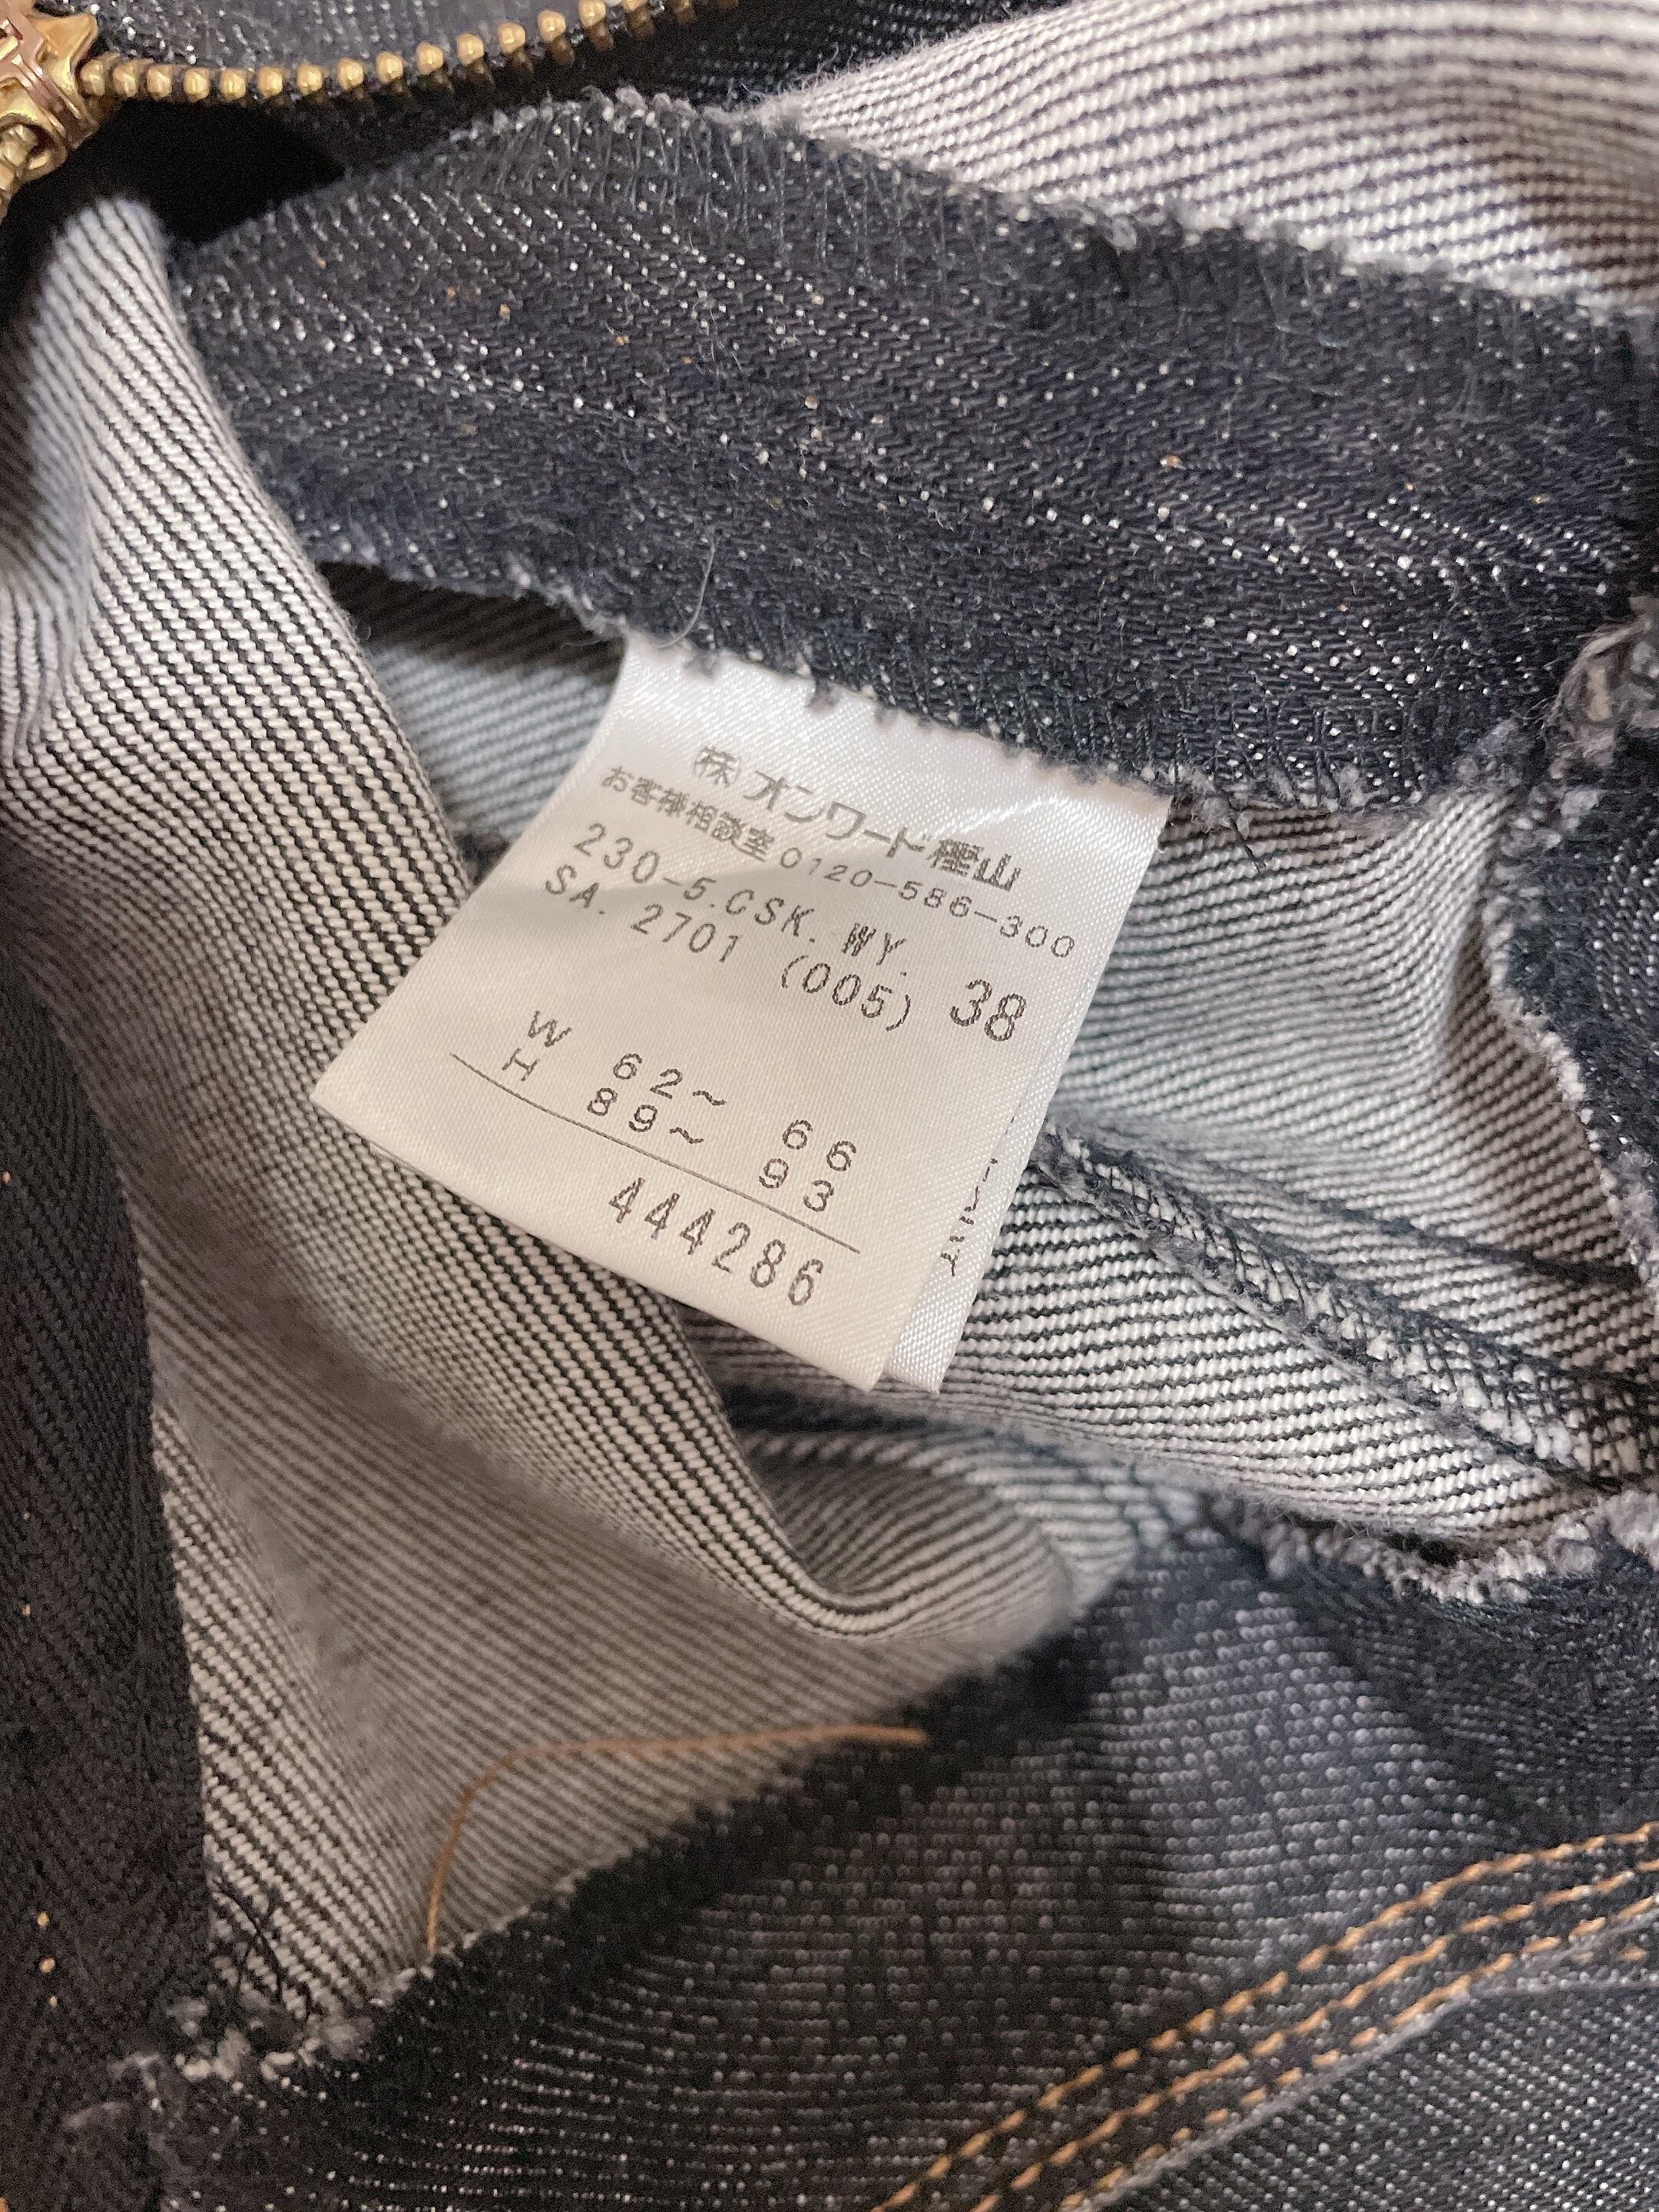 ㈱オンワード樫山
お客様相談室 0120-586-300
230-5.CSK.WY.
SA. 2701 (005) 38
W 62~ 66
H 89~ 93
444286